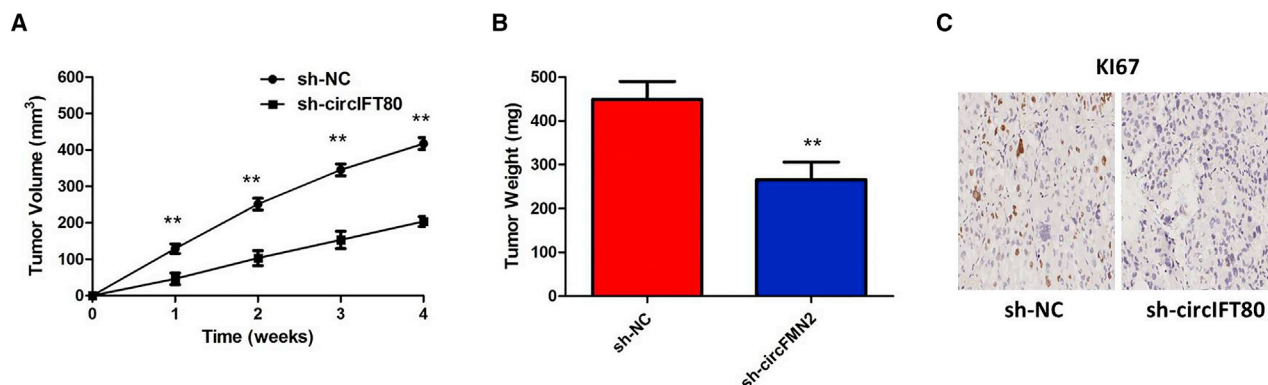 A
Tumor Volume (mm³)
600
500
400
300
200
100
0
0
1
2
3
4
Time (weeks)
sh-NC
sh-circIFT80
**
**
**
**
B
Tumor Weight (mg)
500
400
300
200
100
0
**
sh-NC
sh-circFMN2
C
KI67
sh-NC
sh-circIFT80